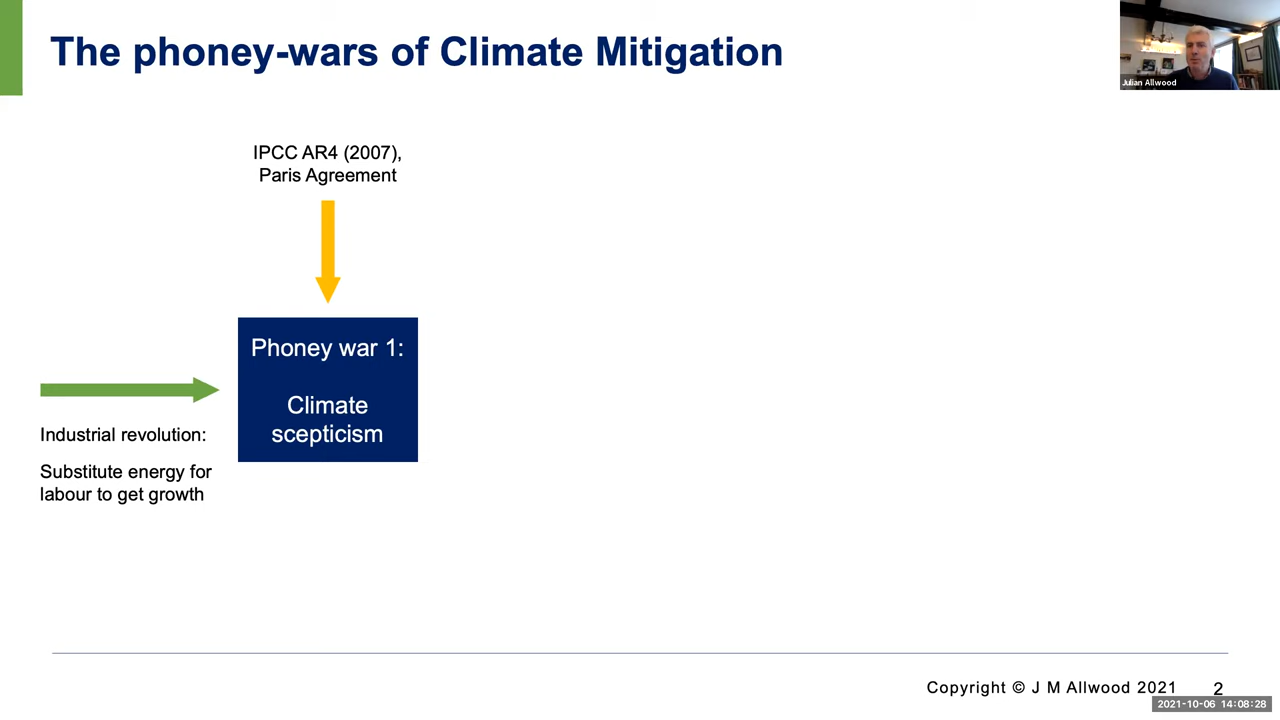 The phoney-wars of Climate Mitigation
Julian Allwood
IPCC AR4 (2007),
Paris Agreement
Phoney war 1:
Climate
scepticism
Industrial revolution:
Substitute energy for
labour to get growth
Copyright © J M Allwood 2021
2
2021-10-06 14:08:28